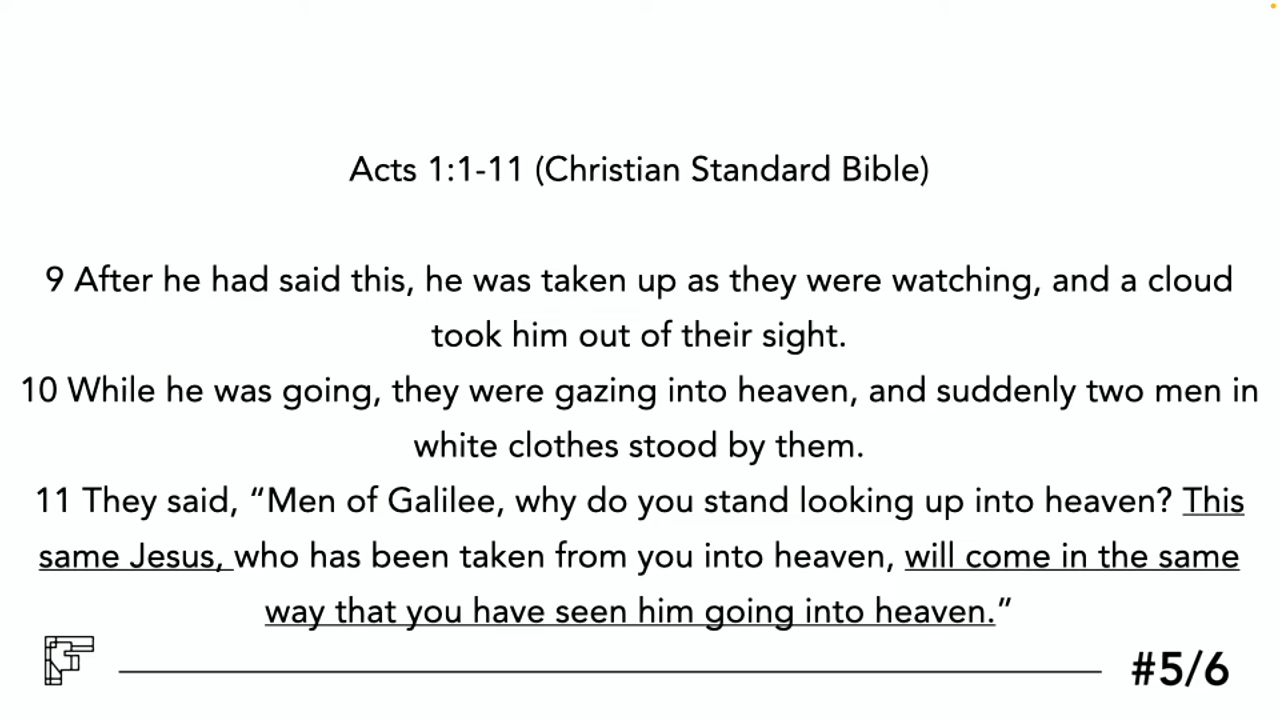 Acts 1:1-11 (Christian Standard Bible)
9 After he had said this, he was taken up as they were watching, and a cloud
took him out of their sight.
10 While he was going, they were gazing into heaven, and suddenly two men in
white clothes stood by them.
11 They said, “Men of Galilee, why do you stand looking up into heaven? This
same Jesus, who has been taken from you into heaven, will come in the same
way that you have seen him going into heaven.”
#5/6